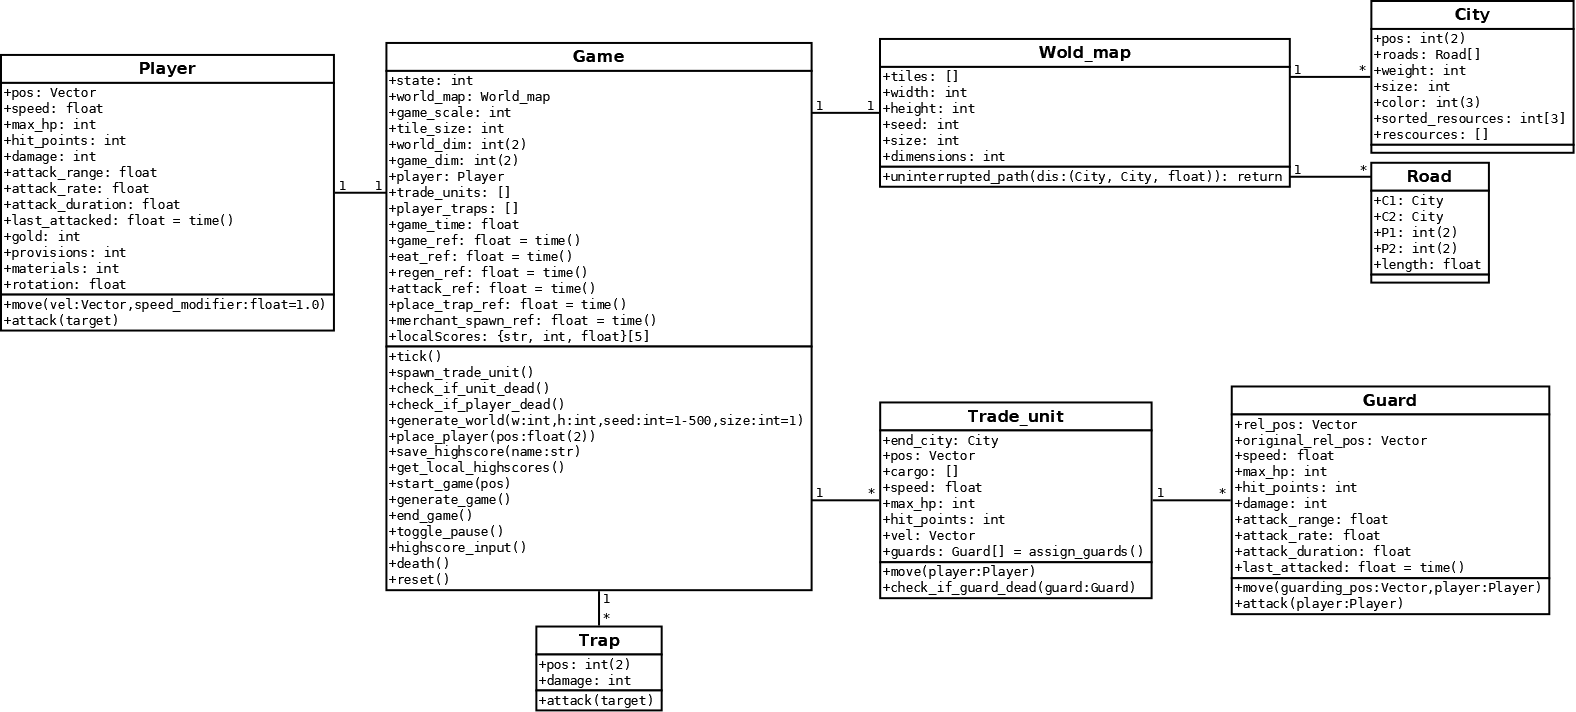 Player
+pos: Vector
+speed: float
+max_hp: int
+hit_points: int
+damage: int
+attack_range: float
+attack_rate: float
+attack_duration: float
+last_attacked: float = time()
+gold: int
+provisions: int
+materials: int
+rotation: float
+move(vel:Vector,speed_modifier:float=1.0)
+attack(target)
1 1
Game
+state: int
+world_map: World_map
+game_scale: int
+tile_size: int
+world_dim: int(2)
+game_dim: int(2)
+player: Player
+trade_units: []
+player_traps: []
+game_time: float
+game_ref: float = time()
+eat_ref: float = time()
+regen_ref: float = time()
+attack_ref: float = time()
+place_trap_ref: float = time()
+merchant_spawn_ref: float = time()
+localScores: {str, int, float}[5]
+tick()
+spawn_trade_unit()
+check_if_unit_dead()
+check_if_player_dead()
+generate_world(w:int,h:int,seed:int=1-500,size:int=1)
+place_player(pos:float(2))
+save_highscore(name:str)
+get_local_highscores()
+start_game(pos)
+generate_game()
+end_game()
+toggle_pause()
+highscore_input()
+death()
+reset()
1
*
Trap
+pos: int(2)
+damage: int
+attack(target)
1 1
Wold_map
+tiles: []
+width: int
+height: int
+seed: int
+size: int
+dimensions: int
+uninterrupted_path(dis:(City, City, float)): return
1 *
City
+pos: int(2)
+roads: Road[]
+weight: int
+size: int
+color: int(3)
+sorted_resources: int[3]
+rescources: []
1 *
Road
+C1: City
+C2: City
+P1: int(2)
+P2: int(2)
+length: float
1 *
Trade_unit
+end_city: City
+pos: Vector
+cargo: []
+speed: float
+max_hp: int
+hit_points: int
+vel: Vector
+guards: Guard[] = assign_guards()
+move(player:Player)
+check_if_guard_dead(guard:Guard)
1 *
Guard
+rel_pos: Vector
+original_rel_pos: Vector
+speed: float
+max_hp: int
+hit_points: int
+damage: int
+attack_range: float
+attack_rate: float
+attack_duration: float
+last_attacked: float = time()
+move(guarding_pos:Vector,player:Player)
+attack(player:Player)